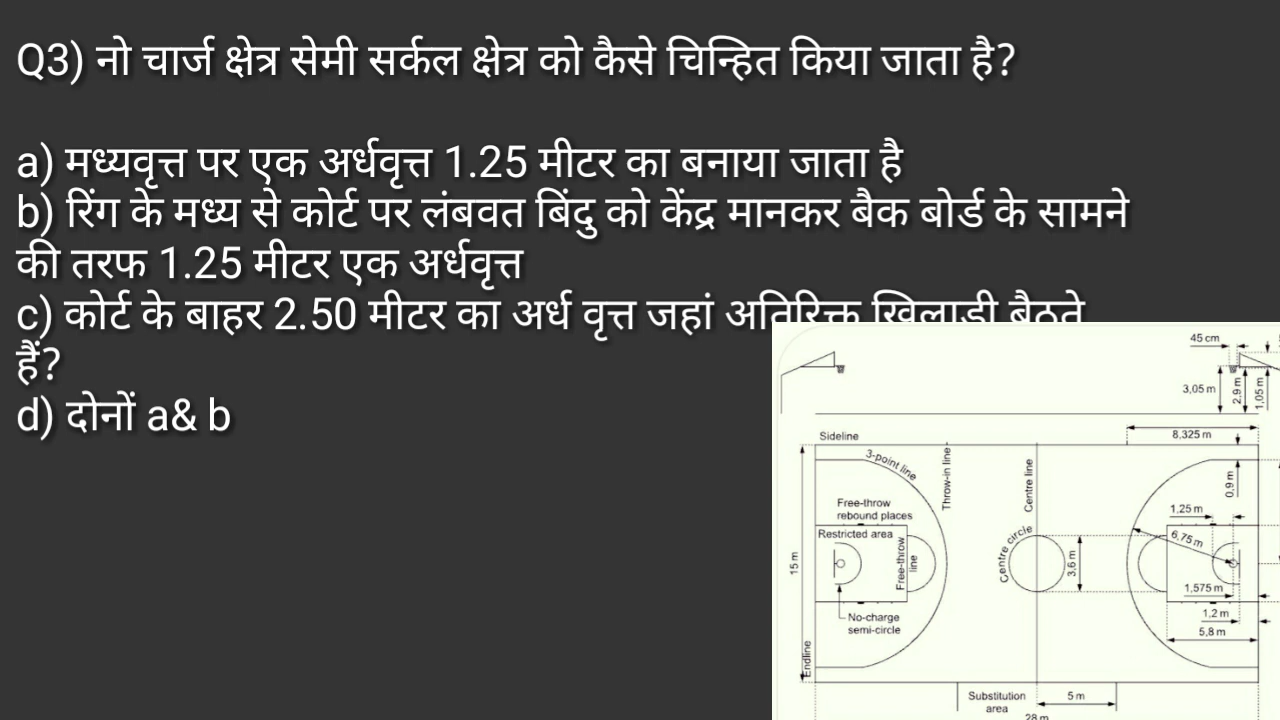 Q3) नो चार्ज क्षेत्र सेमी सर्कल क्षेत्र को कैसे चिन्हित किया जाता है?
a) मध्यवृत्त पर एक अर्धवृत्त 1.25 मीटर का बनाया जाता है
b) रिंग के मध्य से कोर्ट पर लंबवत बिंदु को केंद्र मानकर बैक बोर्ड के सामने
की तरफ 1.25 मीटर एक अर्धवृत्त
c) कोर्ट के बाहर 2.50 मीटर का अर्ध वृत्त जहां अतिरिक्त खिलाड़ी बैठते
हैं?
d) दोनों a& b
45 cm
3,05 m
2,9 m
1,05 m
8,325 m
Sideline
3-point line
Throw-in line
Centre line
0,9 m
Free-throw
rebound places
1,25 m
Restricted area
6,75 m
Centre circle
Free-throw
line
3,6 m
15 m
1,575 m
No-charge
semi-circle
1,2 m
5,8 m
Endline
Substitution
area
5 m
28 m